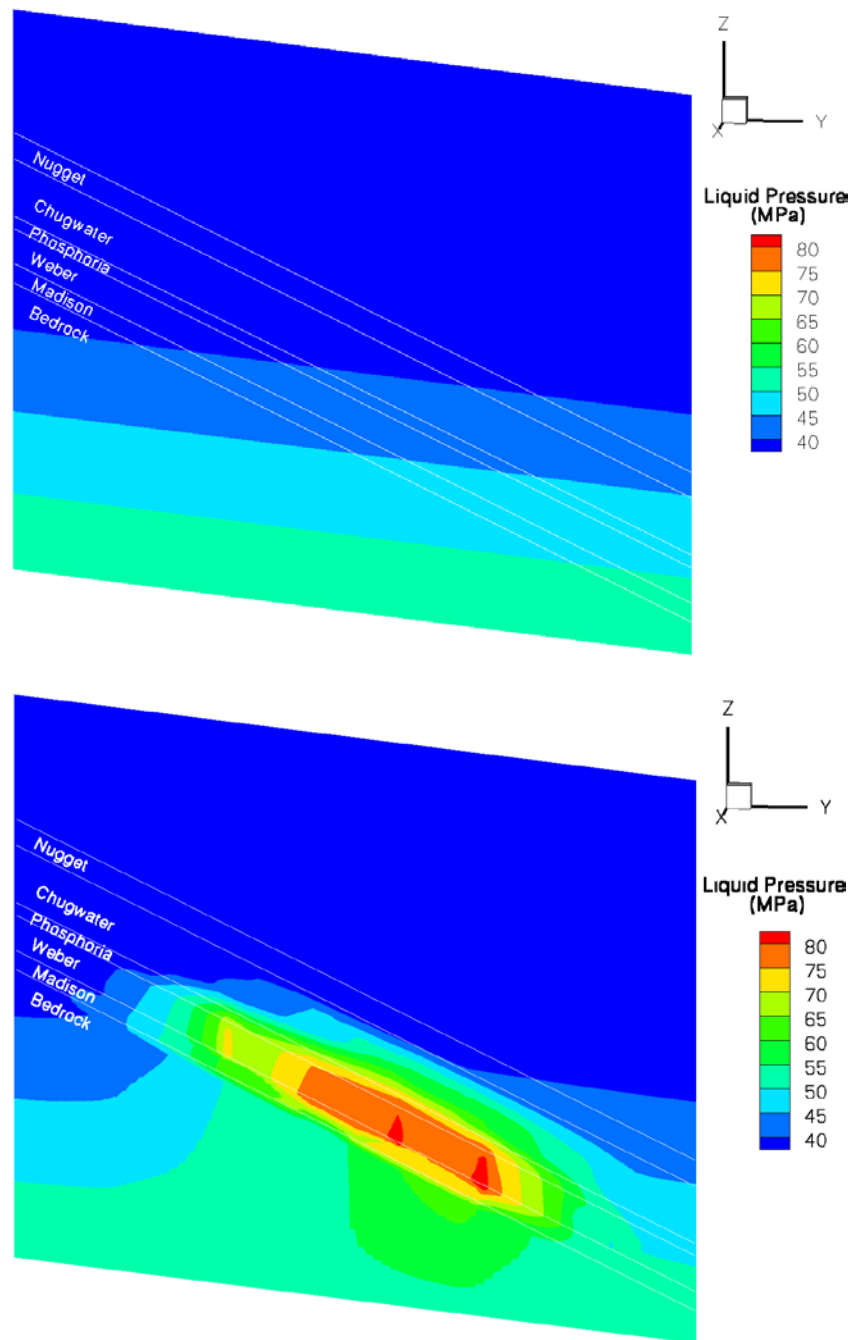 Z
X
Y
Liquid Pressure
(MPa)
80
75
70
65
60
55
50
45
40
Nugget
Chugwater
Phosphoria
Weber
Madison
Bedrock
Z
X
Y
Liquid Pressure
(MPa)
80
75
70
65
60
55
50
45
40
Nugget
Chugwater
Phosphoria
Weber
Madison
Bedrock